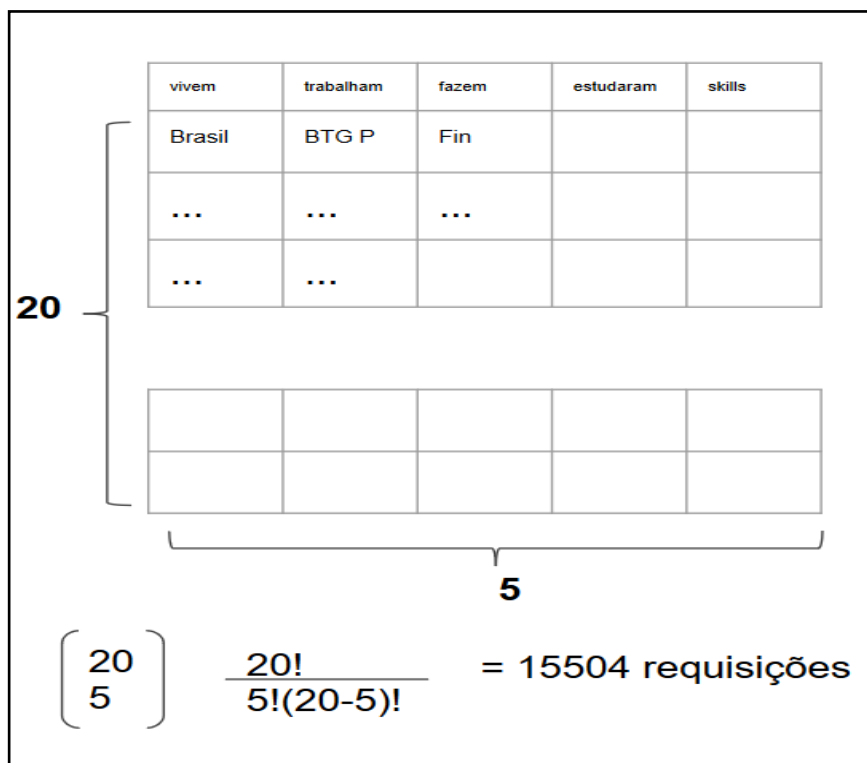 vivem trabalham fazem estudaram skills
Brasil BTG P Fin
... ... ...
... ...
20
5
20
5
20!
5!(20-5)!
= 15504 requisições